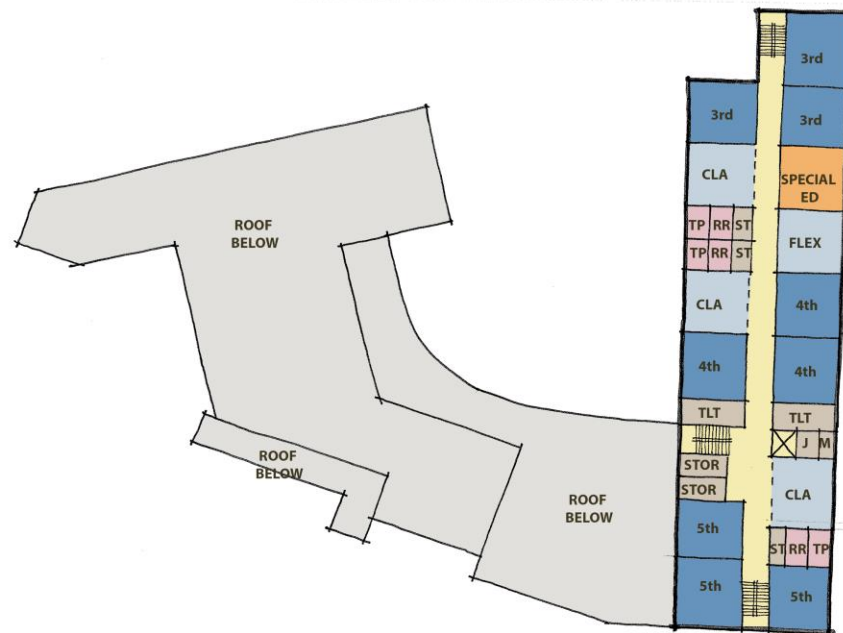 3rd
3rd
3rd
CLA
SPECIAL
ED
TP RR ST
TP RR ST
FLEX
ROOF
BELOW
CLA
4th
4th
4th
TLT
TLT
J M
STOR
STOR
ROOF
BELOW
CLA
ROOF
BELOW
5th
ST RR TP
5th
5th